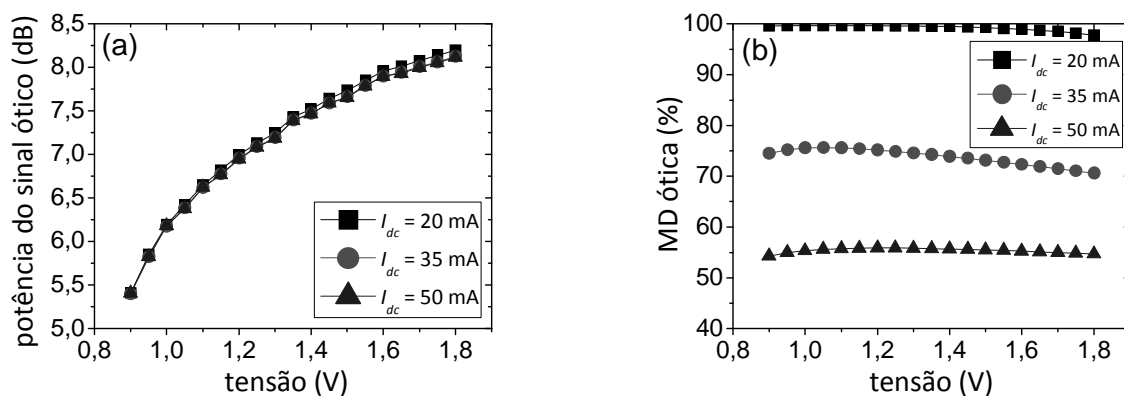 (a)
potência do sinal ótico (dB)
8,5
8,0
7,5
7,0
6,5
6,0
5,5
5,0
I_dc = 20 mA
I_dc = 35 mA
I_dc = 50 mA
0,8 1,0 1,2 1,4 1,6 1,8
tensão (V)
(b)
MD ótica (%)
100
90
80
70
60
50
40
I_dc = 20 mA
I_dc = 35 mA
I_dc = 50 mA
0,8 1,0 1,2 1,4 1,6 1,8
tensão (V)